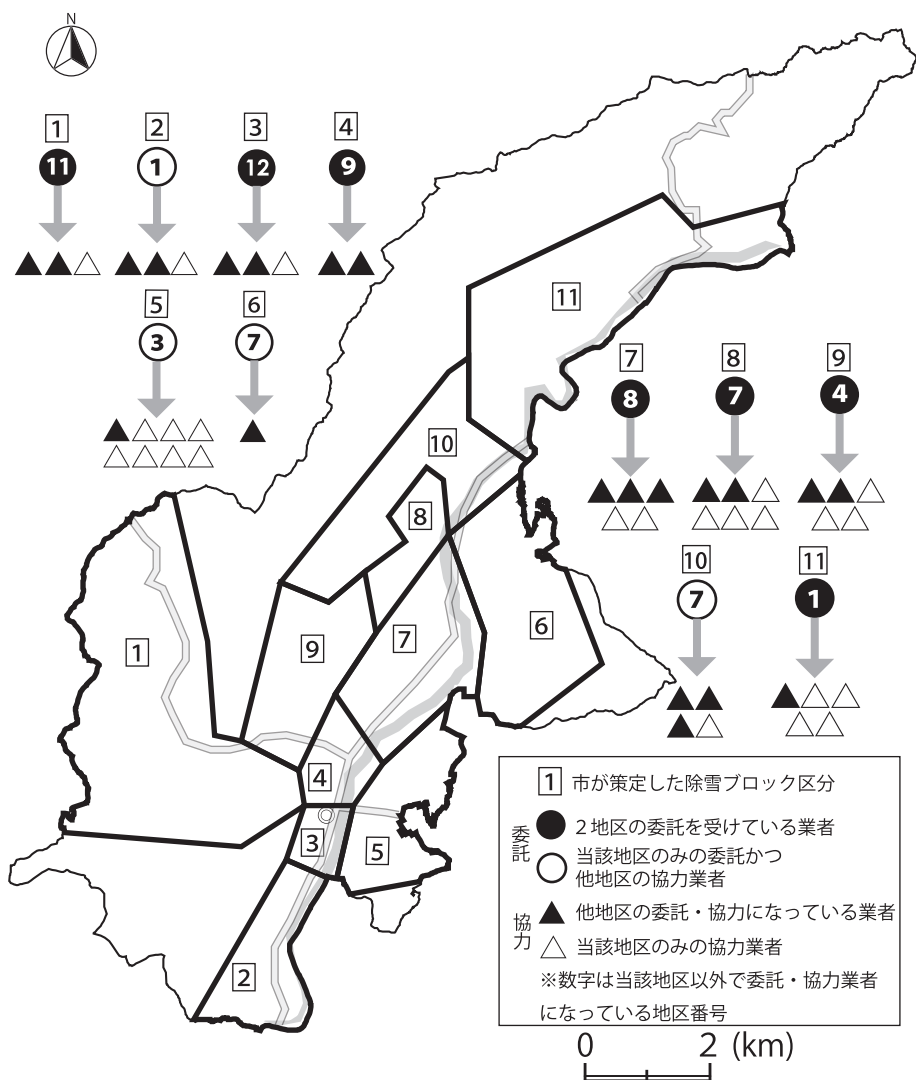 N
1 2 3 4
11 1 12 9
5 6
3 7
7 8 9
8 7 4
10 11
7 1
11
10
8
6
7
9
1
4
3
5
2
1 市が策定した除雪ブロック区分
委託
2地区の委託を受けている業者
当該地区のみの委託かつ
他地区の協力業者
協力
他地区の委託・協力になっている業者
当該地区のみの協力業者
※数字は当該地区以外で委託・協力業者
になっている地区番号
0 2 (km)